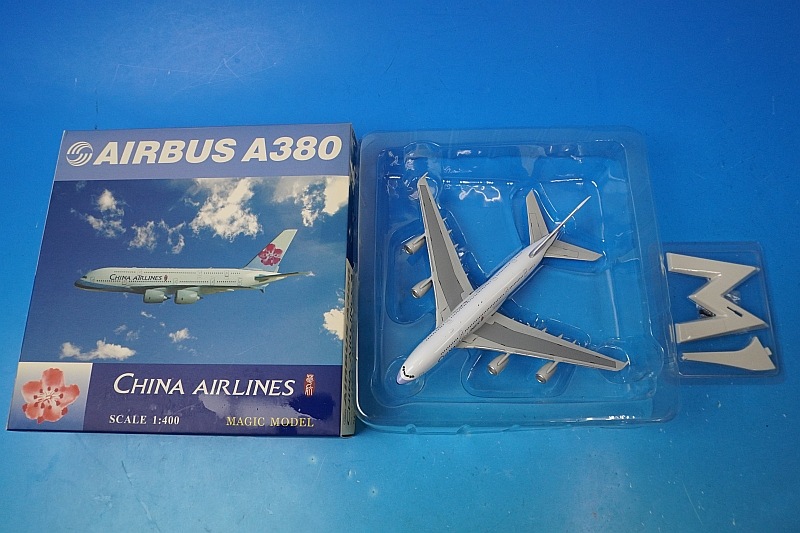 AIRBUS A380
CHINA AIRLINES
CHINA AIRLINES
SCALE 1:400
MAGIC MODEL